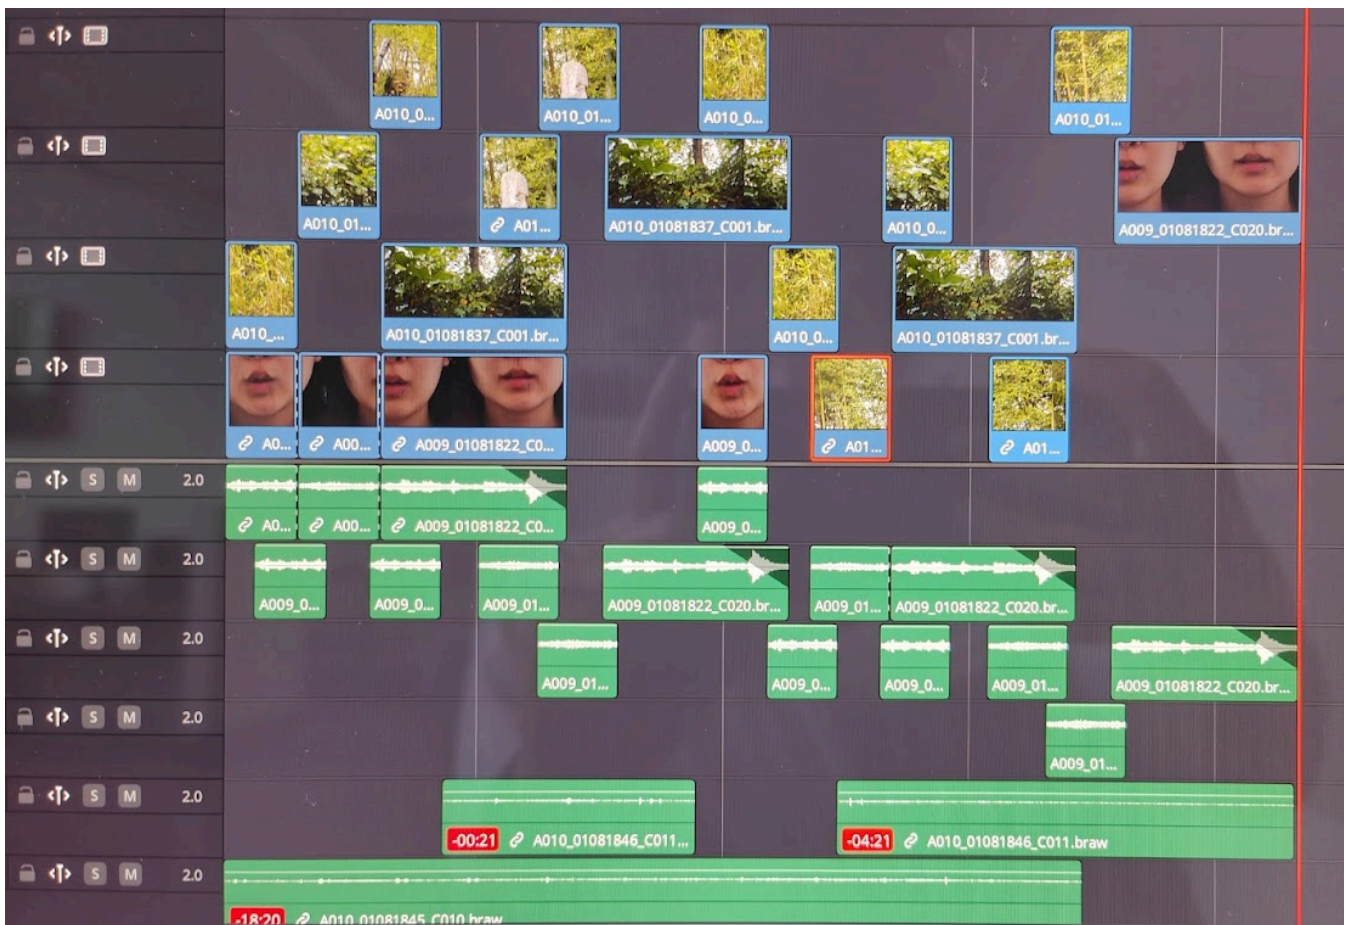 A010_0...
A010_01...
A010_0...
A010_01...
A010_01...
A01...
A010_01081837_C001.br...
A010_0...
A009_01081822_C020.br...
A010_...
A010_01081837_C001.br...
A010_0...
A010_01081837_C001.br...
A0...
A00...
A009_01081822_C0...
A009_0...
A01...
A01...
S M 2.0
A0...
A00...
A009_01081822_C0...
A009_0...
S M 2.0
A009_0...
A009_0...
A009_01...
A009_01081822_C020.br...
A009_01...
A009_01081822_C020.br...
S M 2.0
A009_01...
A009_0...
A009_0...
A009_01...
A009_01081822_C020.br...
S M 2.0
A009_01...
S M 2.0
-00:21 A010_01081846_C011...
-04:21 A010_01081846_C011.braw
S M 2.0
-18:20 A010_01081845_C010.braw